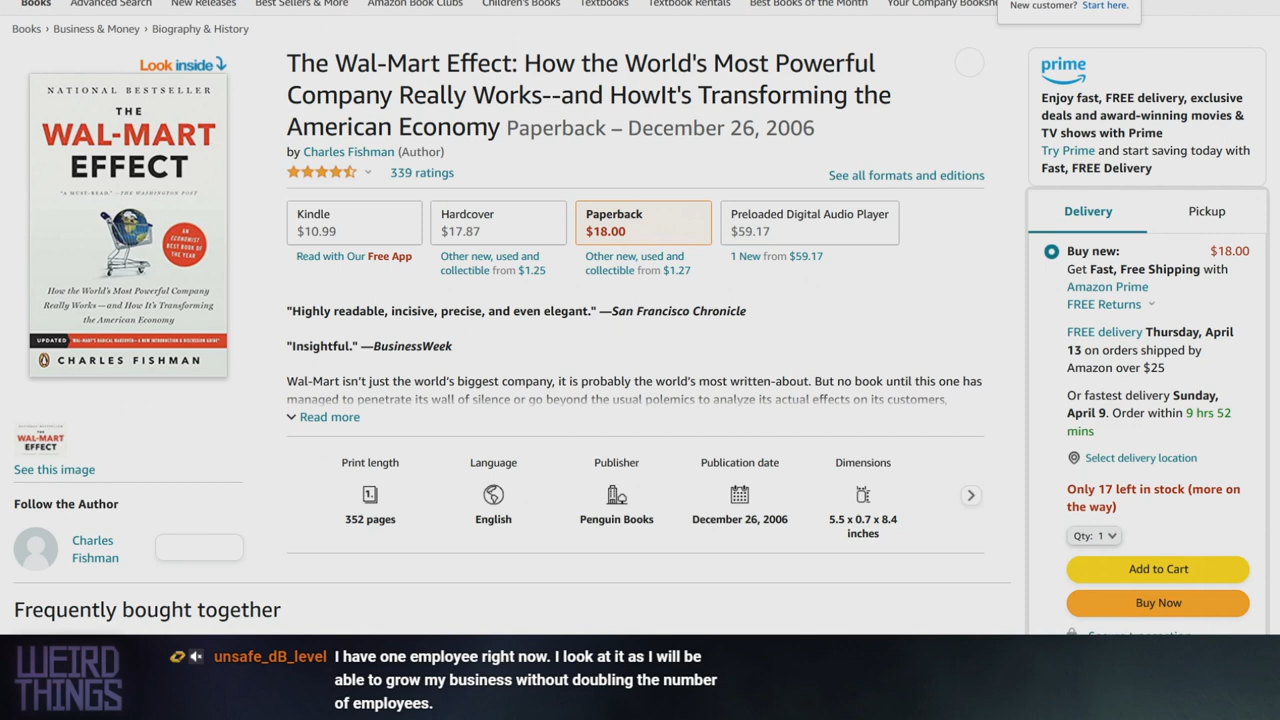 Books
Advanced Search
New Releases
Best Sellers & More
Amazon Book Clubs
Children's Books
Textbooks
Textbook Rentals
Best Books of the Month
Your Company Bookshe
New customer? Start here.
Books › Business & Money › Biography & History
Look inside
NATIONAL BESTSELLER
THE
WAL-MART
EFFECT
"A MUST-READ." —THE WASHINGTON POST
AN
ECONOMIST
BEST BOOK OF
THE YEAR
How the World's Most Powerful Company
Really Works—and How It's Transforming
the American Economy
UPDATED WAL-MART'S RADICAL MAKEOVER—A NEW INTRODUCTION & DISCUSSION GUIDE
CHARLES FISHMAN
THE
WAL-MART
EFFECT
See this image
Follow the Author
Charles
Fishman
The Wal-Mart Effect: How the World's Most Powerful
Company Really Works--and HowIt's Transforming the
American Economy Paperback – December 26, 2006
by Charles Fishman (Author)
339 ratings
See all formats and editions
Kindle
$10.99
Read with Our Free App
Hardcover
$17.87
Other new, used and
collectible from $1.25
Paperback
$18.00
Other new, used and
collectible from $1.27
Preloaded Digital Audio Player
$59.17
1 New from $59.17
"Highly readable, incisive, precise, and even elegant." —San Francisco Chronicle
"Insightful." —BusinessWeek
Wal-Mart isn't just the world's biggest company, it is probably the world's most written-about. But no book until this one has
managed to penetrate its wall of silence or go beyond the usual polemics to analyze its actual effects on its customers,
Read more
Print length
352 pages
Language
English
Publisher
Penguin Books
Publication date
December 26, 2006
Dimensions
5.5 x 0.7 x 8.4
inches
prime
Enjoy fast, FREE delivery, exclusive
deals and award-winning movies &
TV shows with Prime
Try Prime and start saving today with
Fast, FREE Delivery
Delivery
Pickup
Buy new: $18.00
Get Fast, Free Shipping with
Amazon Prime
FREE Returns
FREE delivery Thursday, April
13 on orders shipped by
Amazon over $25
Or fastest delivery Sunday,
April 9. Order within 9 hrs 52
mins
Select delivery location
Only 17 left in stock (more on
the way)
Qty: 1
Add to Cart
Buy Now
Secure transaction
Frequently bought together
WEIRD
THINGS
unsafe_dB_level I have one employee right now. I look at it as I will be
able to grow my business without doubling the number
of employees.